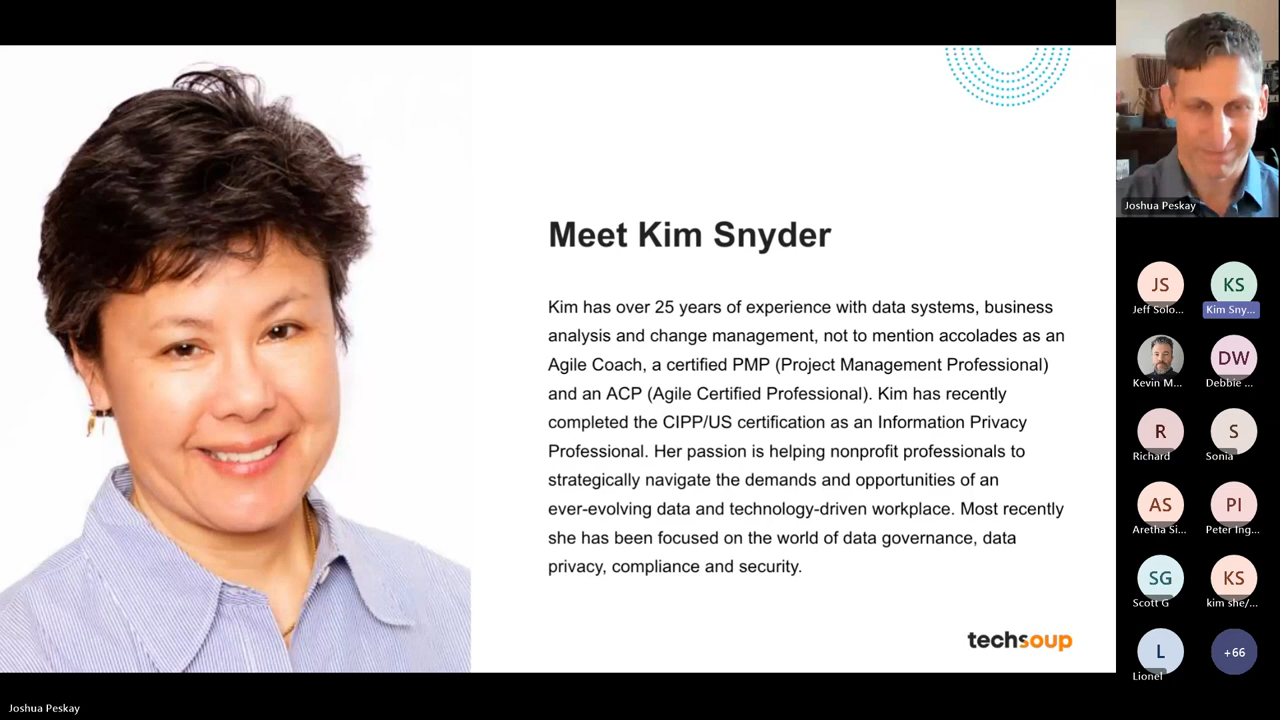 Meet Kim Snyder
Kim has over 25 years of experience with data systems, business
analysis and change management, not to mention accolades as an
Agile Coach, a certified PMP (Project Management Professional)
and an ACP (Agile Certified Professional). Kim has recently
completed the CIPP/US certification as an Information Privacy
Professional. Her passion is helping nonprofit professionals to
strategically navigate the demands and opportunities of an
ever-evolving data and technology-driven workplace. Most recently
she has been focused on the world of data governance, data
privacy, compliance and security.
techsoup
Joshua Peskay
JS
Jeff Solo...
KS
Kim Sny...
Kevin M...
DW
Debbie ...
R
Richard
S
Sonia
AS
Aretha Si...
PI
Peter Ing...
SG
Scott G
KS
kim she/...
L
Lionel
+66
Joshua Peskay